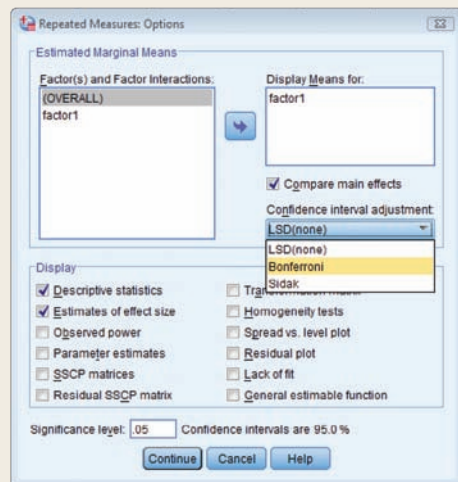 Repeated Measures: Options
Estimated Marginal Means
Factor(s) and Factor Interactions:
(OVERALL)
factor1
Display Means for:
factor1
Compare main effects
Confidence interval adjustment:
LSD(none)
LSD(none)
Bonferroni
Sidak
Display
Descriptive statistics
Estimates of effect size
Observed power
Parameter estimates
SSCP matrices
Residual SSCP matrix
Homogeneity tests
Spread vs. level plot
Residual plot
Lack of fit
General estimable function
Significance level: .05 Confidence intervals are 95.0 %
Continue Cancel Help